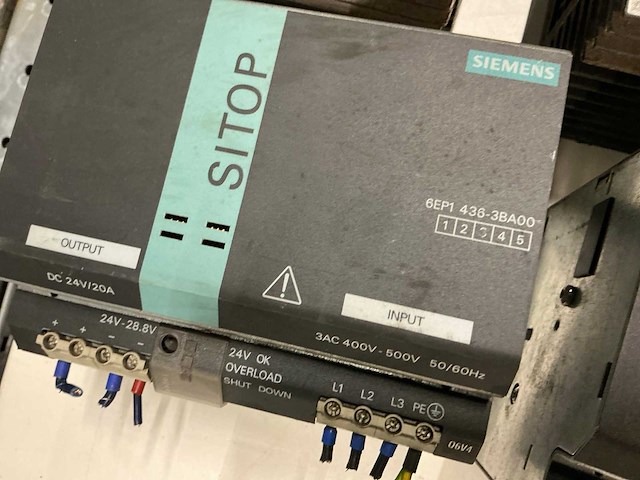 SIEMENS
SITOP
6EP1 436-3BA00
1 2 3 4 5
OUTPUT
DC 24V/20A
INPUT
3AC 400V-500V 50/60Hz
24V-28.8V
+ + - -
24V OK
OVERLOAD
SHUT DOWN
L1 L2 L3 PE
06V4